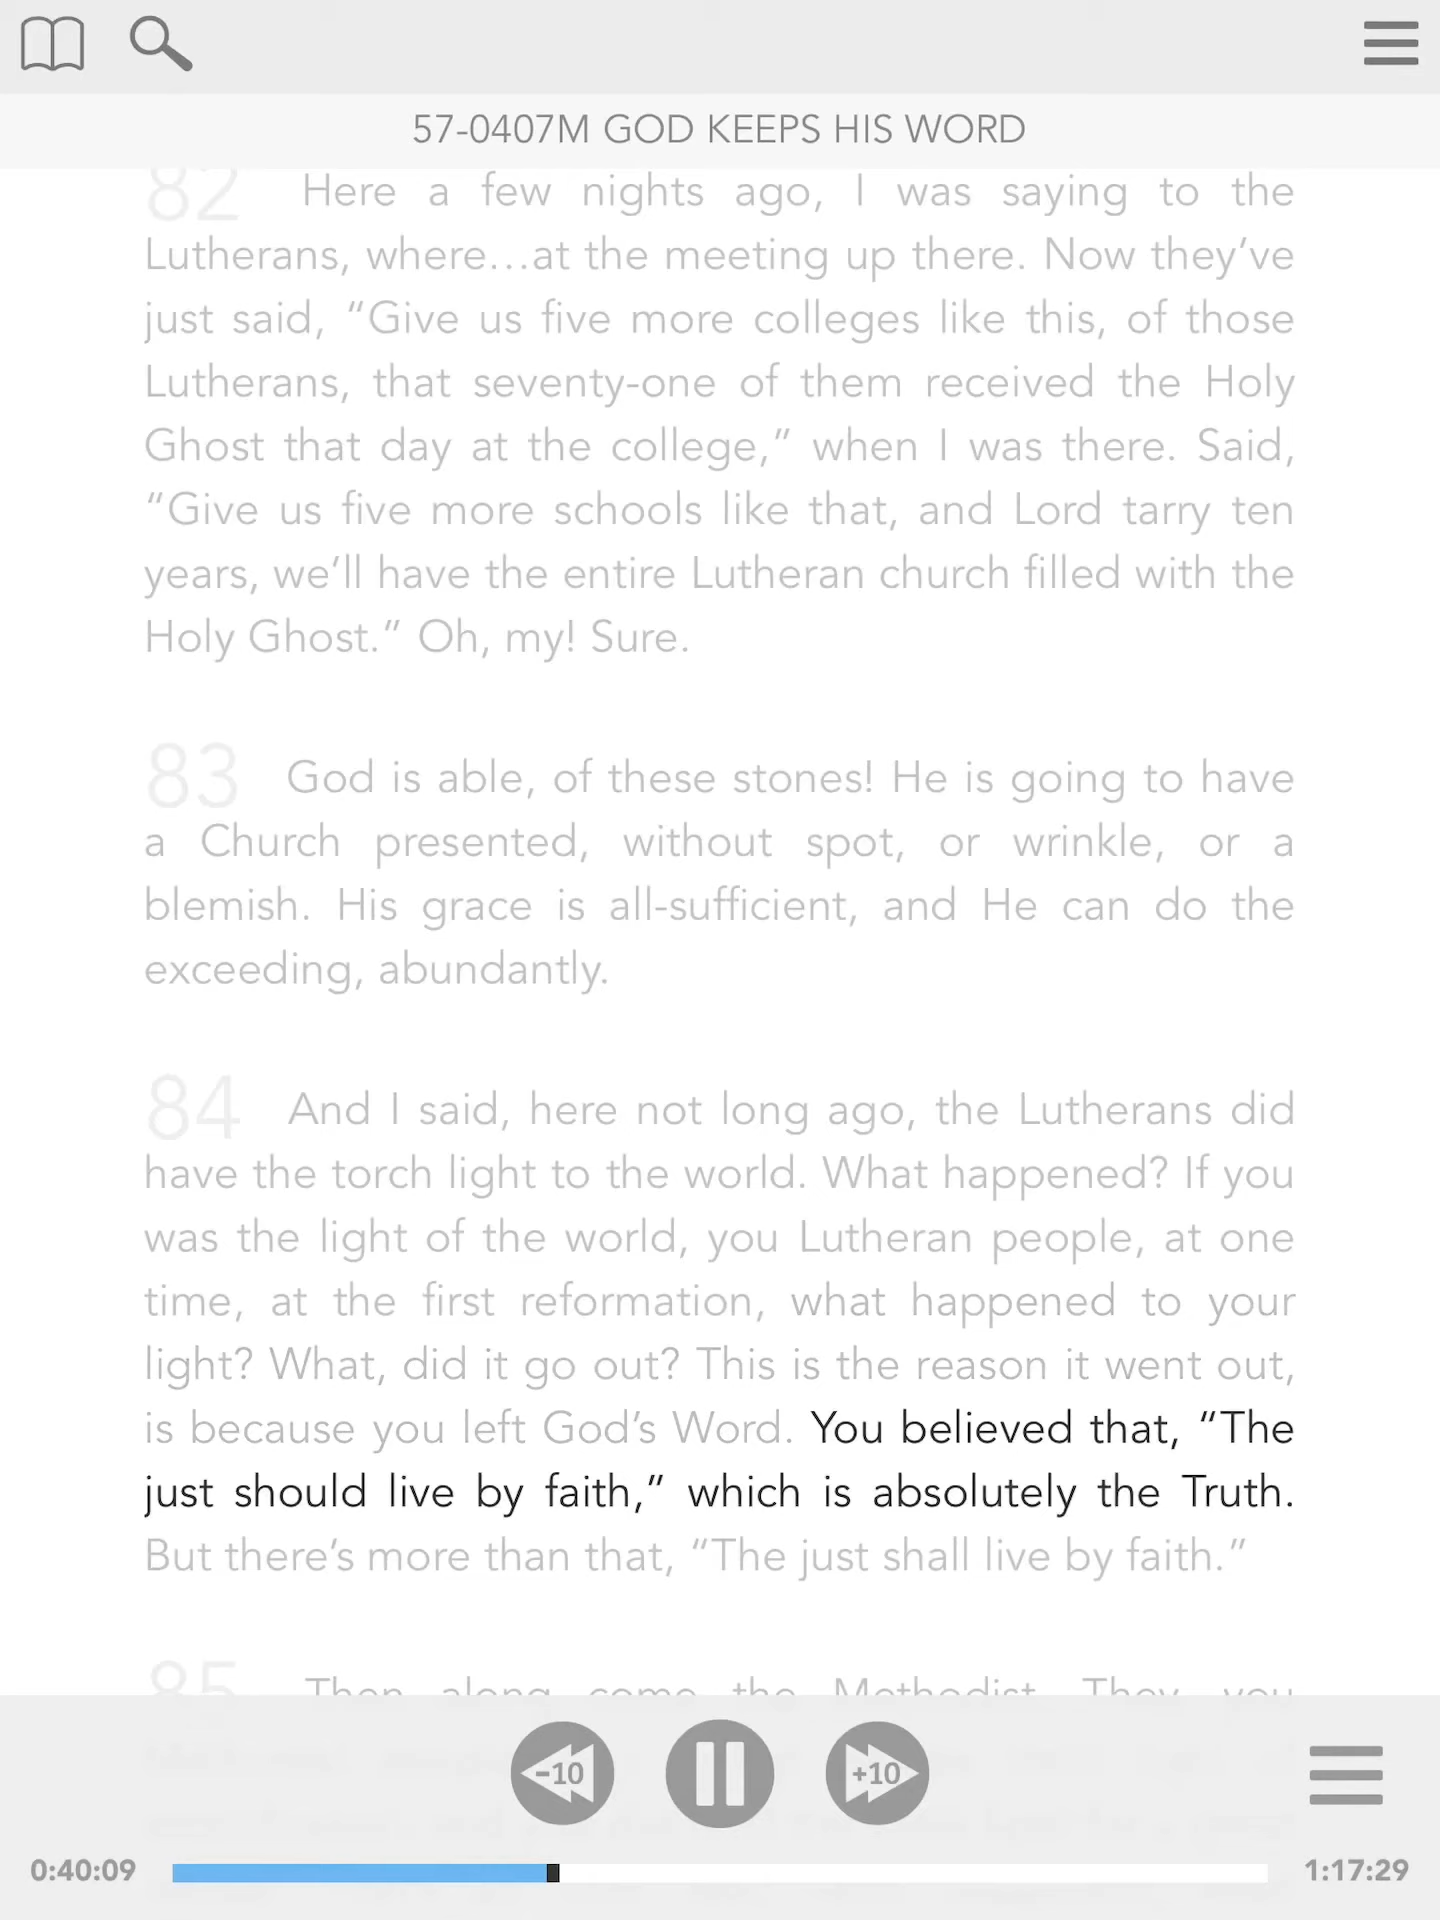 57-0407M GOD KEEPS HIS WORD
82 Here a few nights ago, I was saying to the
Lutherans, where…at the meeting up there. Now they’ve
just said, “Give us five more colleges like this, of those
Lutherans, that seventy-one of them received the Holy
Ghost that day at the college,” when I was there. Said,
“Give us five more schools like that, and Lord tarry ten
years, we’ll have the entire Lutheran church filled with the
Holy Ghost.” Oh, my! Sure.
83 God is able, of these stones! He is going to have
a Church presented, without spot, or wrinkle, or a
blemish. His grace is all-sufficient, and He can do the
exceeding, abundantly.
84 And I said, here not long ago, the Lutherans did
have the torch light to the world. What happened? If you
was the light of the world, you Lutheran people, at one
time, at the first reformation, what happened to your
light? What, did it go out? This is the reason it went out,
is because you left God’s Word. You believed that, “The
just should live by faith,” which is absolutely the Truth.
But there’s more than that, “The just shall live by faith.”
85 Then along come the Methodist. They, you
-10 +10
0:40:09 1:17:29